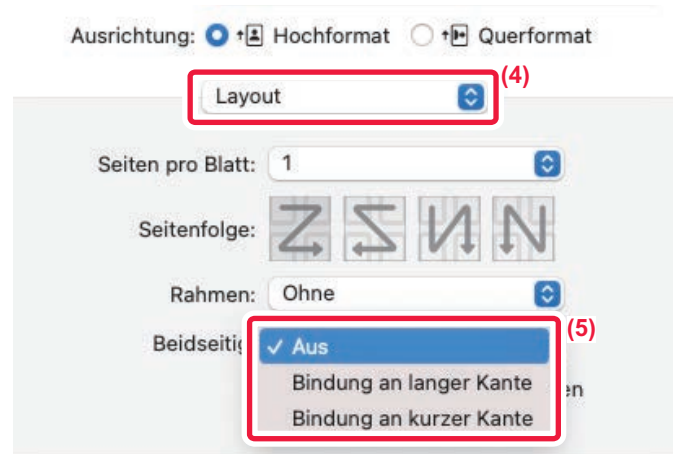 Ausrichtung: Hochformat Querformat
(4)
Layout
Seiten pro Blatt: 1
Seitenfolge:
Rahmen: Ohne
(5)
Beidseitig ✓ Aus
Bindung an langer Kante
en
Bindung an kurzer Kante